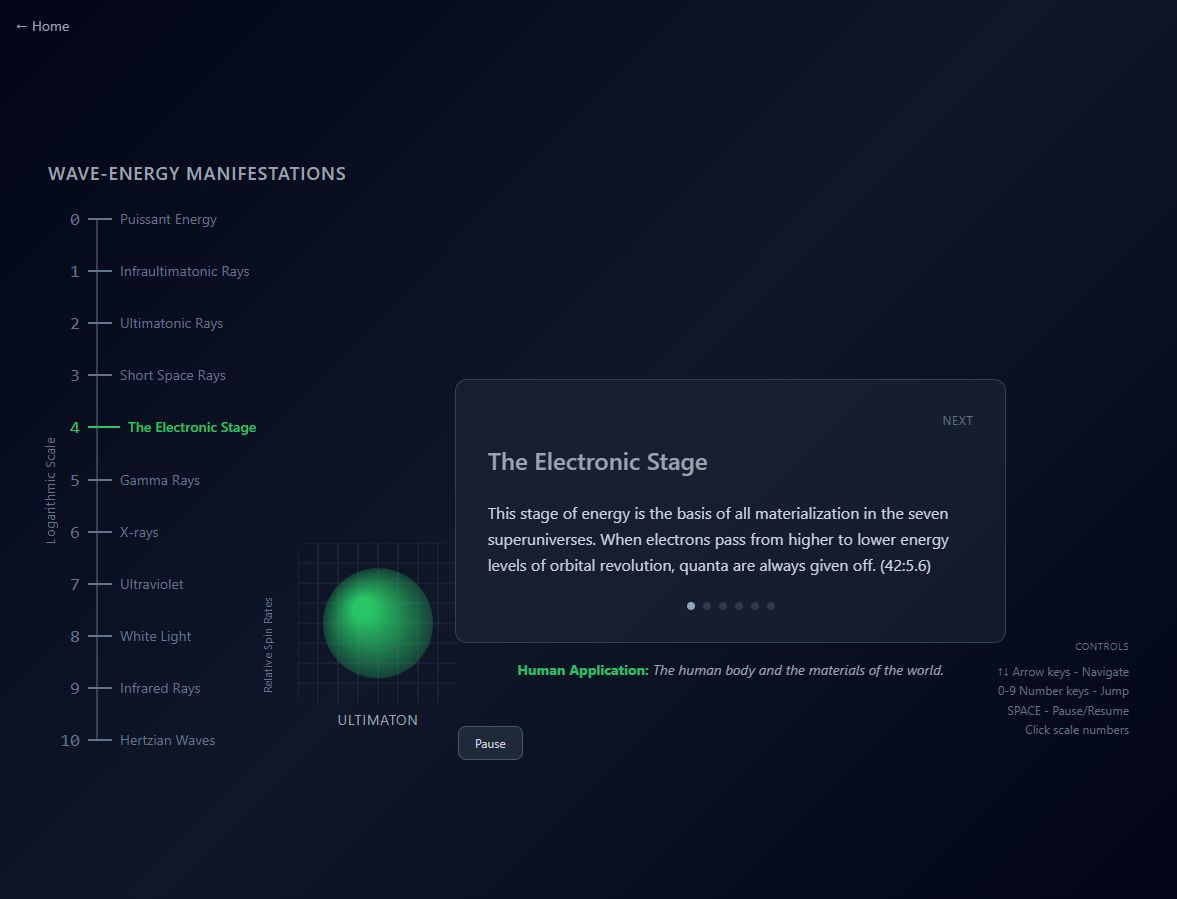 ← Home
WAVE-ENERGY MANIFESTATIONS
0 Puissant Energy
1 Infraultimatonic Rays
2 Ultimatonic Rays
3 Short Space Rays
4 The Electronic Stage
5 Gamma Rays
6 X-rays
7 Ultraviolet
8 White Light
9 Infrared Rays
10 Hertzian Waves
Logarithmic Scale
Relative Spin Rates
ULTIMATON
NEXT
The Electronic Stage
This stage of energy is the basis of all materialization in the seven
superuniverses. When electrons pass from higher to lower energy
levels of orbital revolution, quanta are always given off. (42:5.6)
Human Application: The human body and the materials of the world.
Pause
CONTROLS
↑↓ Arrow keys - Navigate
0-9 Number keys - Jump
SPACE - Pause/Resume
Click scale numbers